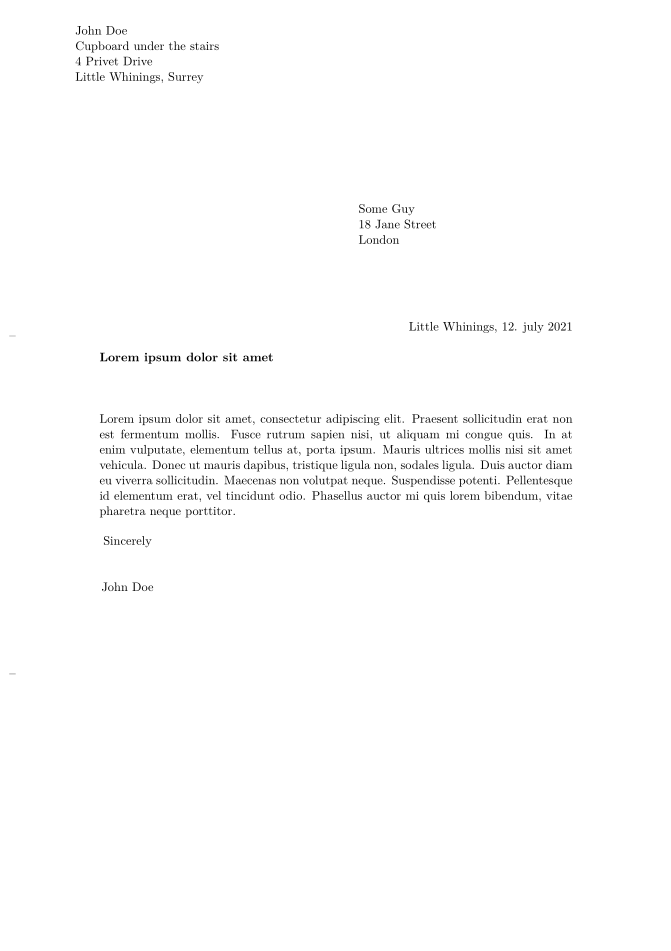 John Doe
Cupboard under the stairs
4 Privet Drive
Little Whinings, Surrey
Some Guy
18 Jane Street
London
Little Whinings, 12. july 2021
Lorem ipsum dolor sit amet
Lorem ipsum dolor sit amet, consectetur adipiscing elit. Praesent sollicitudin erat non
est fermentum mollis. Fusce rutrum sapien nisi, ut aliquam mi congue quis. In at
enim vulputate, elementum tellus at, porta ipsum. Mauris ultrices mollis nisi sit amet
vehicula. Donec ut mauris dapibus, tristique ligula non, sodales ligula. Duis auctor diam
eu viverra sollicitudin. Maecenas non volutpat neque. Suspendisse potenti. Pellentesque
id elementum erat, vel tincidunt odio. Phasellus auctor mi quis lorem bibendum, vitae
pharetra neque porttitor.
Sincerely
John Doe